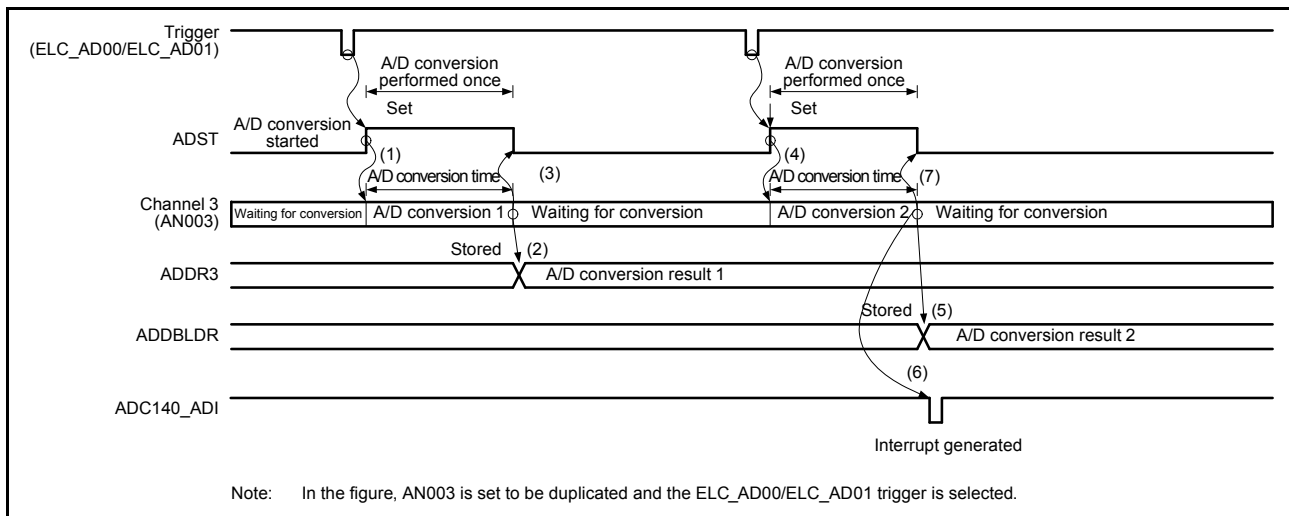 Trigger
(ELC_AD00/ELC_AD01)
A/D conversion
performed once
A/D conversion
performed once
Set
Set
ADST
A/D conversion
started
(1)
(3)
(4)
(7)
A/D conversion time
A/D conversion time
Channel 3
(AN003)
Waiting for conversion
A/D conversion 1
Waiting for conversion
A/D conversion 2
Waiting for conversion
Stored
(2)
ADDR3
A/D conversion result 1
Stored
(5)
ADDBLDR
A/D conversion result 2
(6)
ADC140_ADI
Interrupt generated
Note: In the figure, AN003 is set to be duplicated and the ELC_AD00/ELC_AD01 trigger is selected.